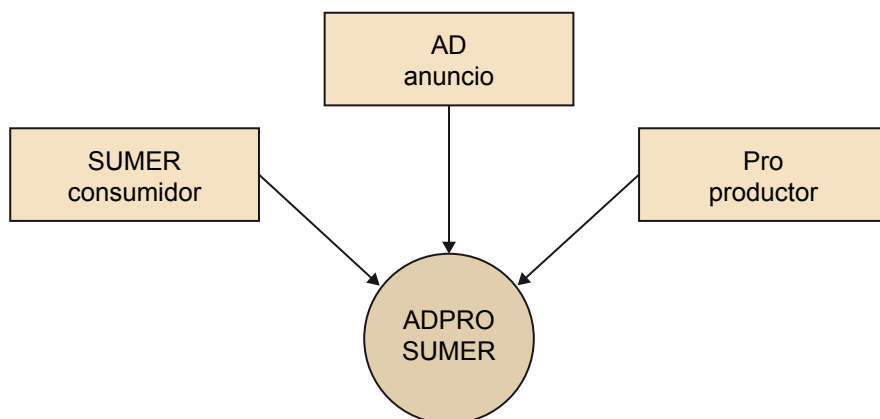 AD
anuncio
SUMER
consumidor
Pro
productor
ADPRO
SUMER